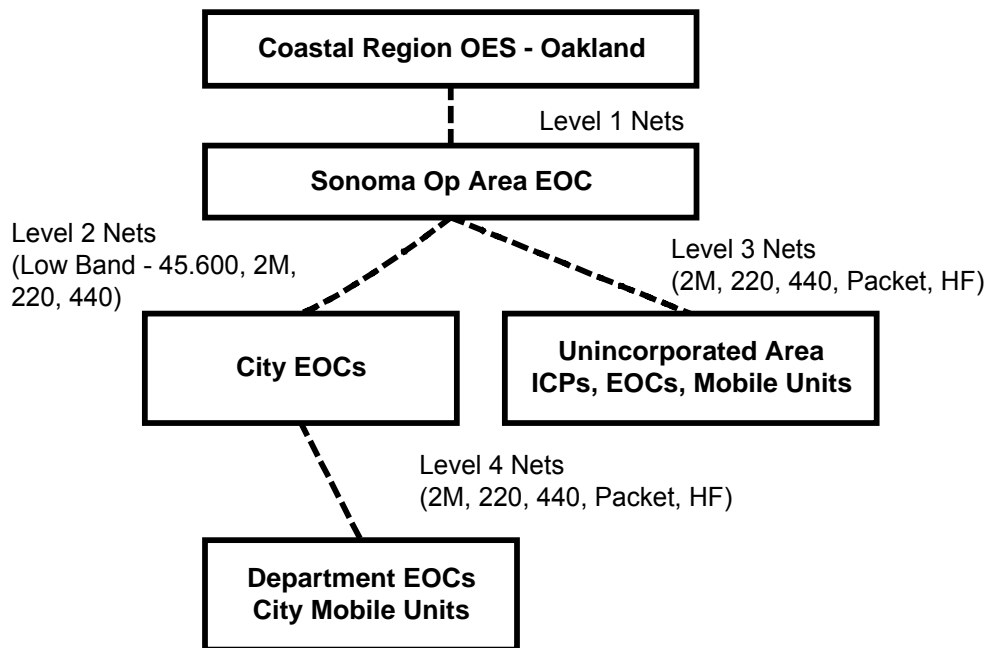 Coastal Region OES - Oakland
Level 1 Nets
Sonoma Op Area EOC
Level 2 Nets
(Low Band - 45.600, 2M,
220, 440)
Level 3 Nets
(2M, 220, 440, Packet, HF)
City EOCs
Unincorporated Area
ICPs, EOCs, Mobile Units
Level 4 Nets
(2M, 220, 440, Packet, HF)
Department EOCs
City Mobile Units